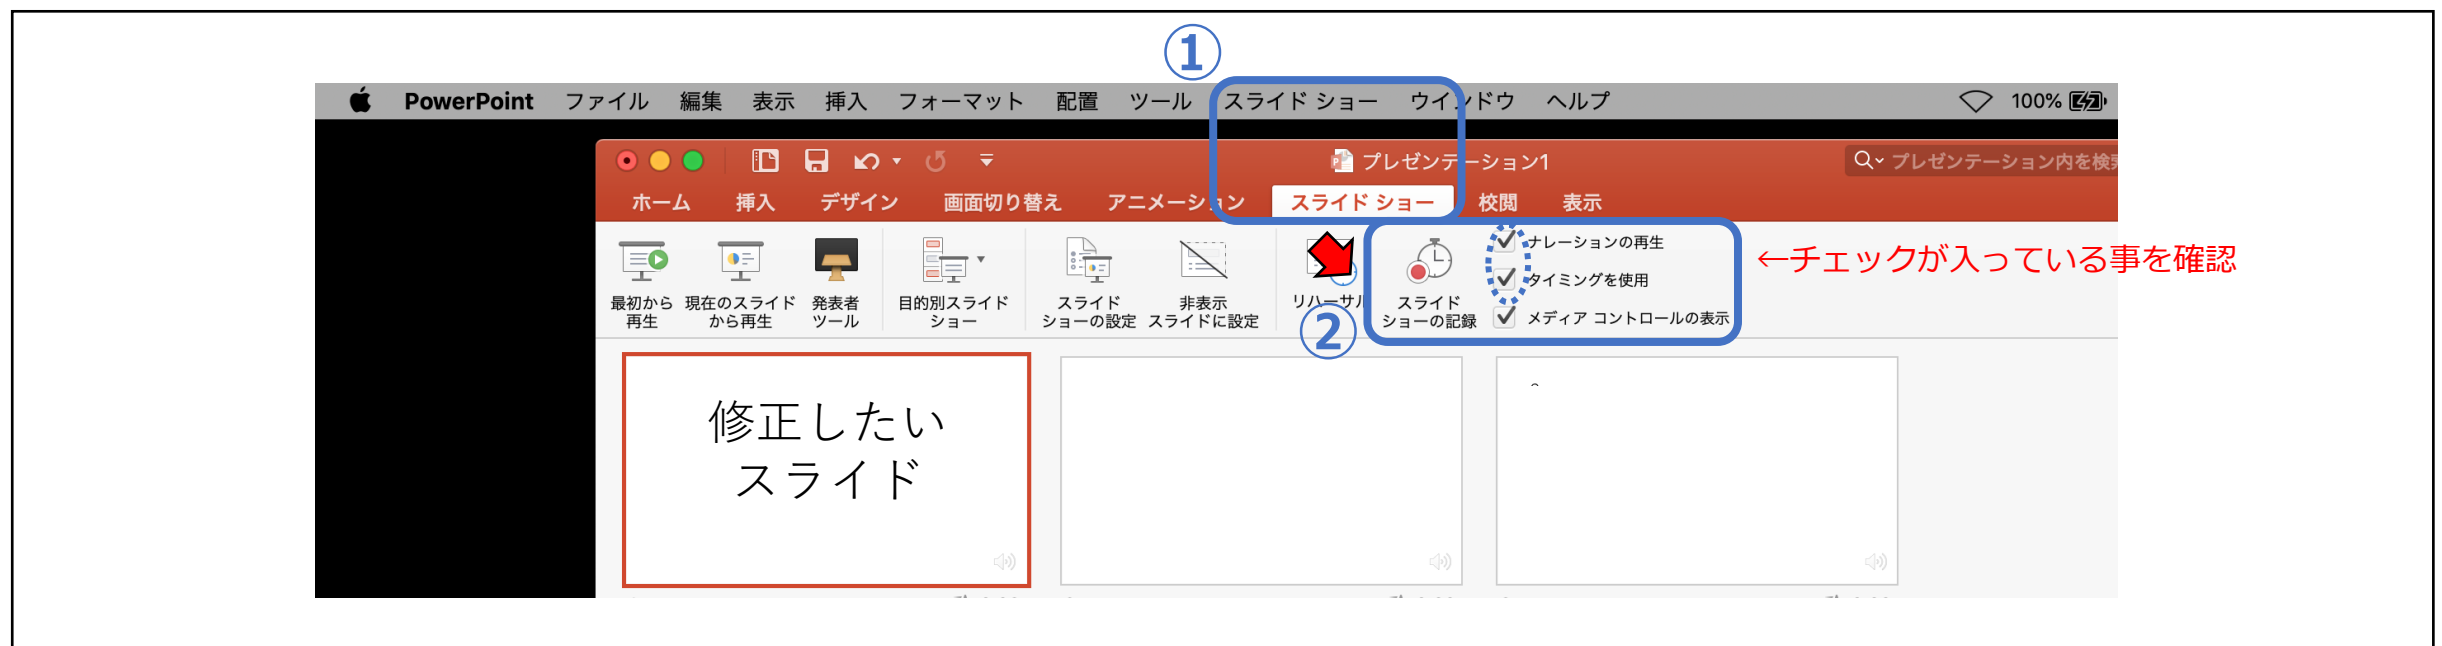 ①
PowerPoint ファイル 編集 表示 挿入 フォーマット 配置 ツール スライド ショー ウインドウ ヘルプ 100%
プレゼンテーション1
プレゼンテーション内を検索
ホーム 挿入 デザイン 画面切り替え アニメーション スライド ショー 校閲 表示
最初から
再生
現在のスライド
から再生
発表者
ツール
目的別スライド
ショー
スライド
ショーの設定
非表示
スライドに設定
リハーサル
スライド
ショーの記録
ナレーションの再生
タイミングを使用
メディア コントロールの表示
←チェックが入っている事を確認
②
修正したい
スライド